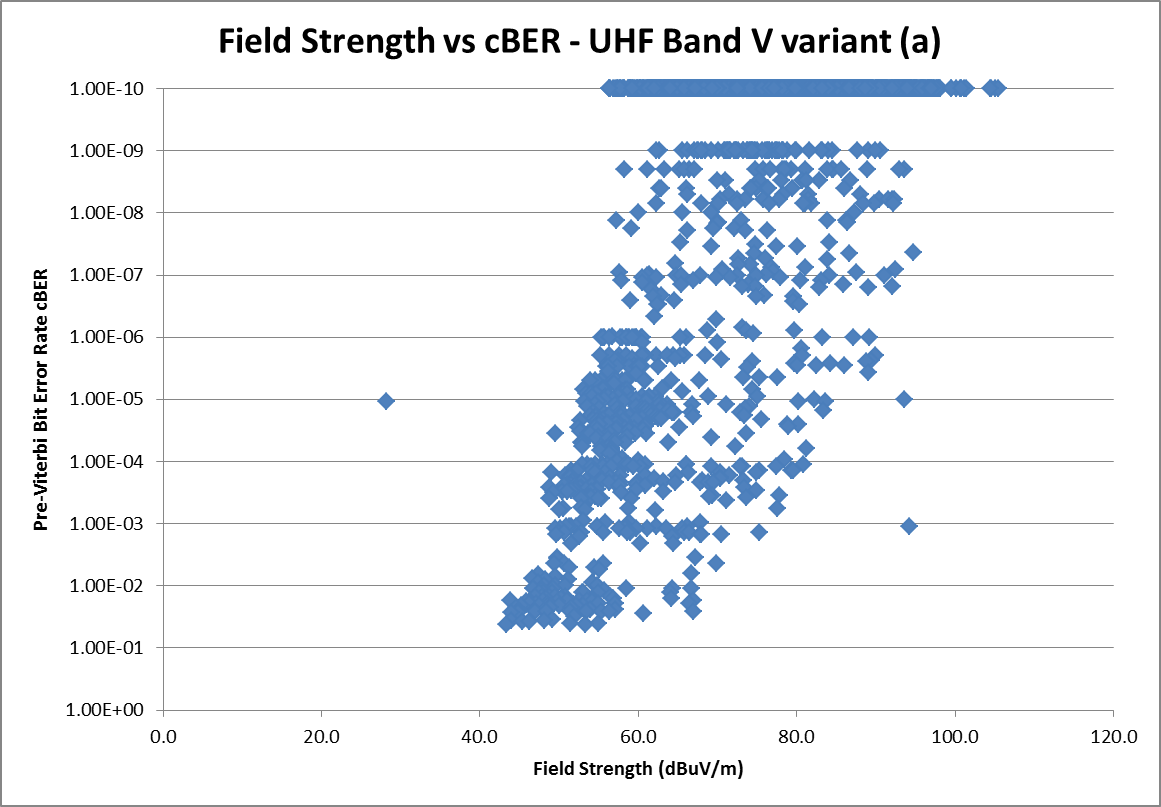 Field Strength vs cBER - UHF Band V variant (a)
1.00E-10
1.00E-09
1.00E-08
1.00E-07
1.00E-06
1.00E-05
1.00E-04
1.00E-03
1.00E-02
1.00E-01
1.00E+00
Pre-Viterbi Bit Error Rate cBER
0.0 20.0 40.0 60.0 80.0 100.0 120.0
Field Strength (dBuV/m)